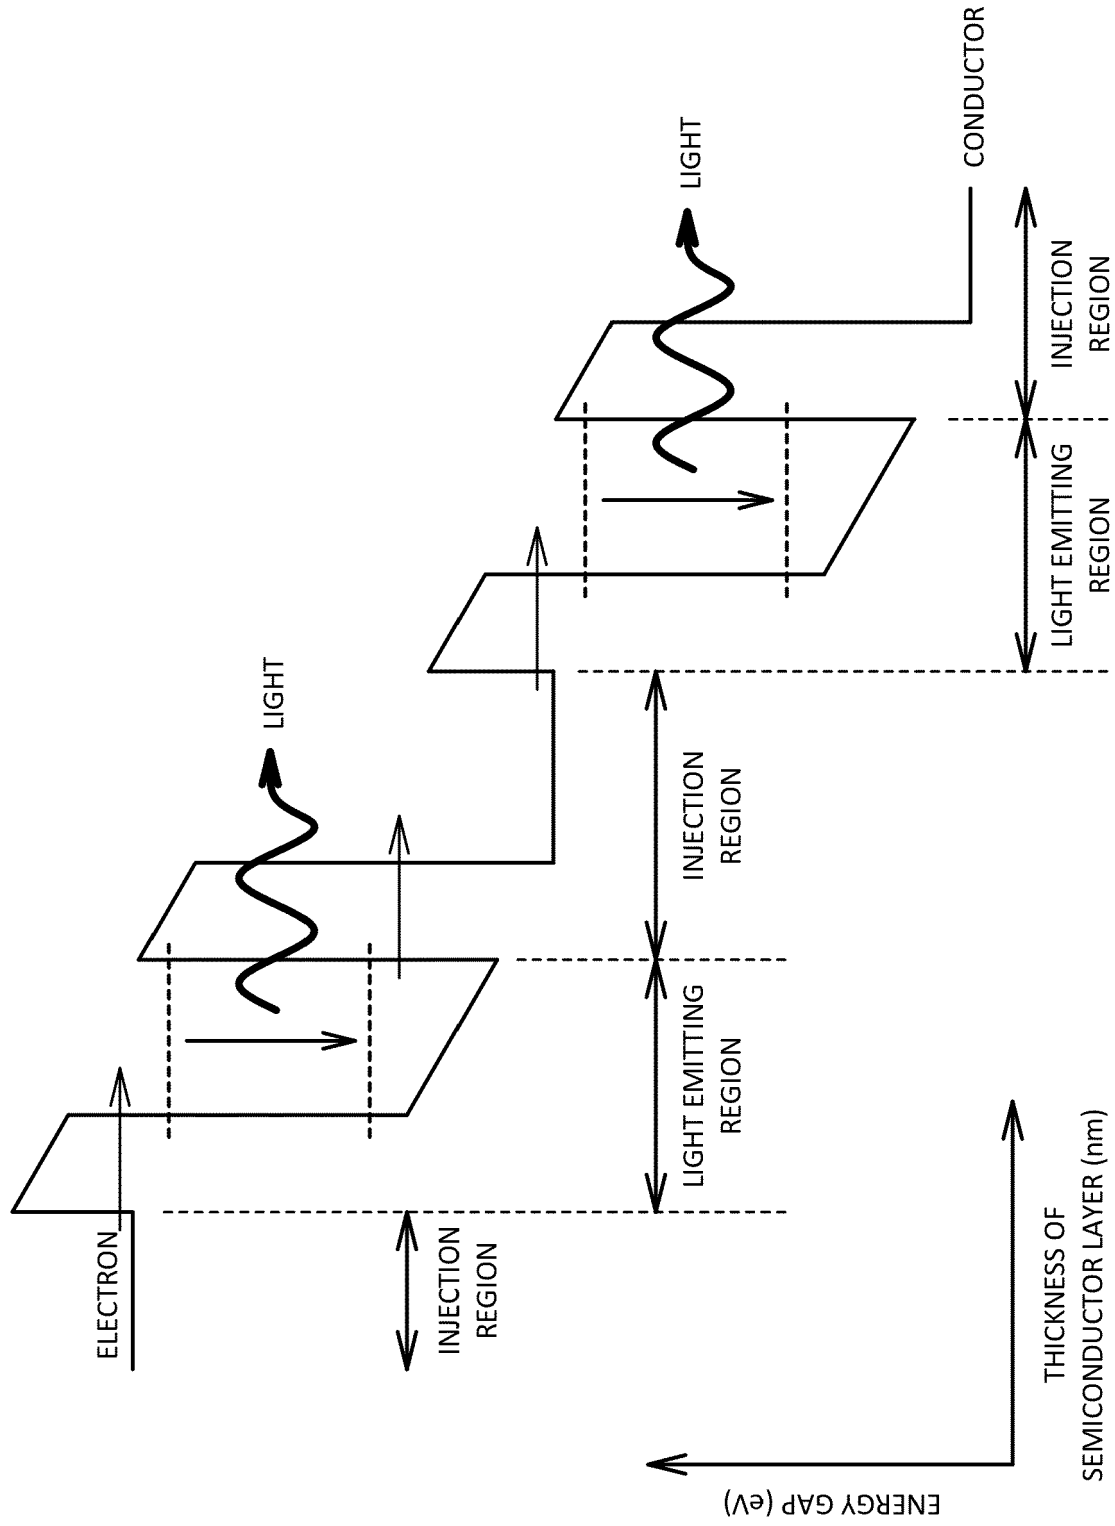 ELECTRON
LIGHT
LIGHT
CONDUCTOR
INJECTION
REGION
LIGHT EMITTING
REGION
INJECTION
REGION
LIGHT EMITTING
REGION
INJECTION
REGION
ENERGY GAP (eV)
THICKNESS OF
SEMICONDUCTOR LAYER (nm)